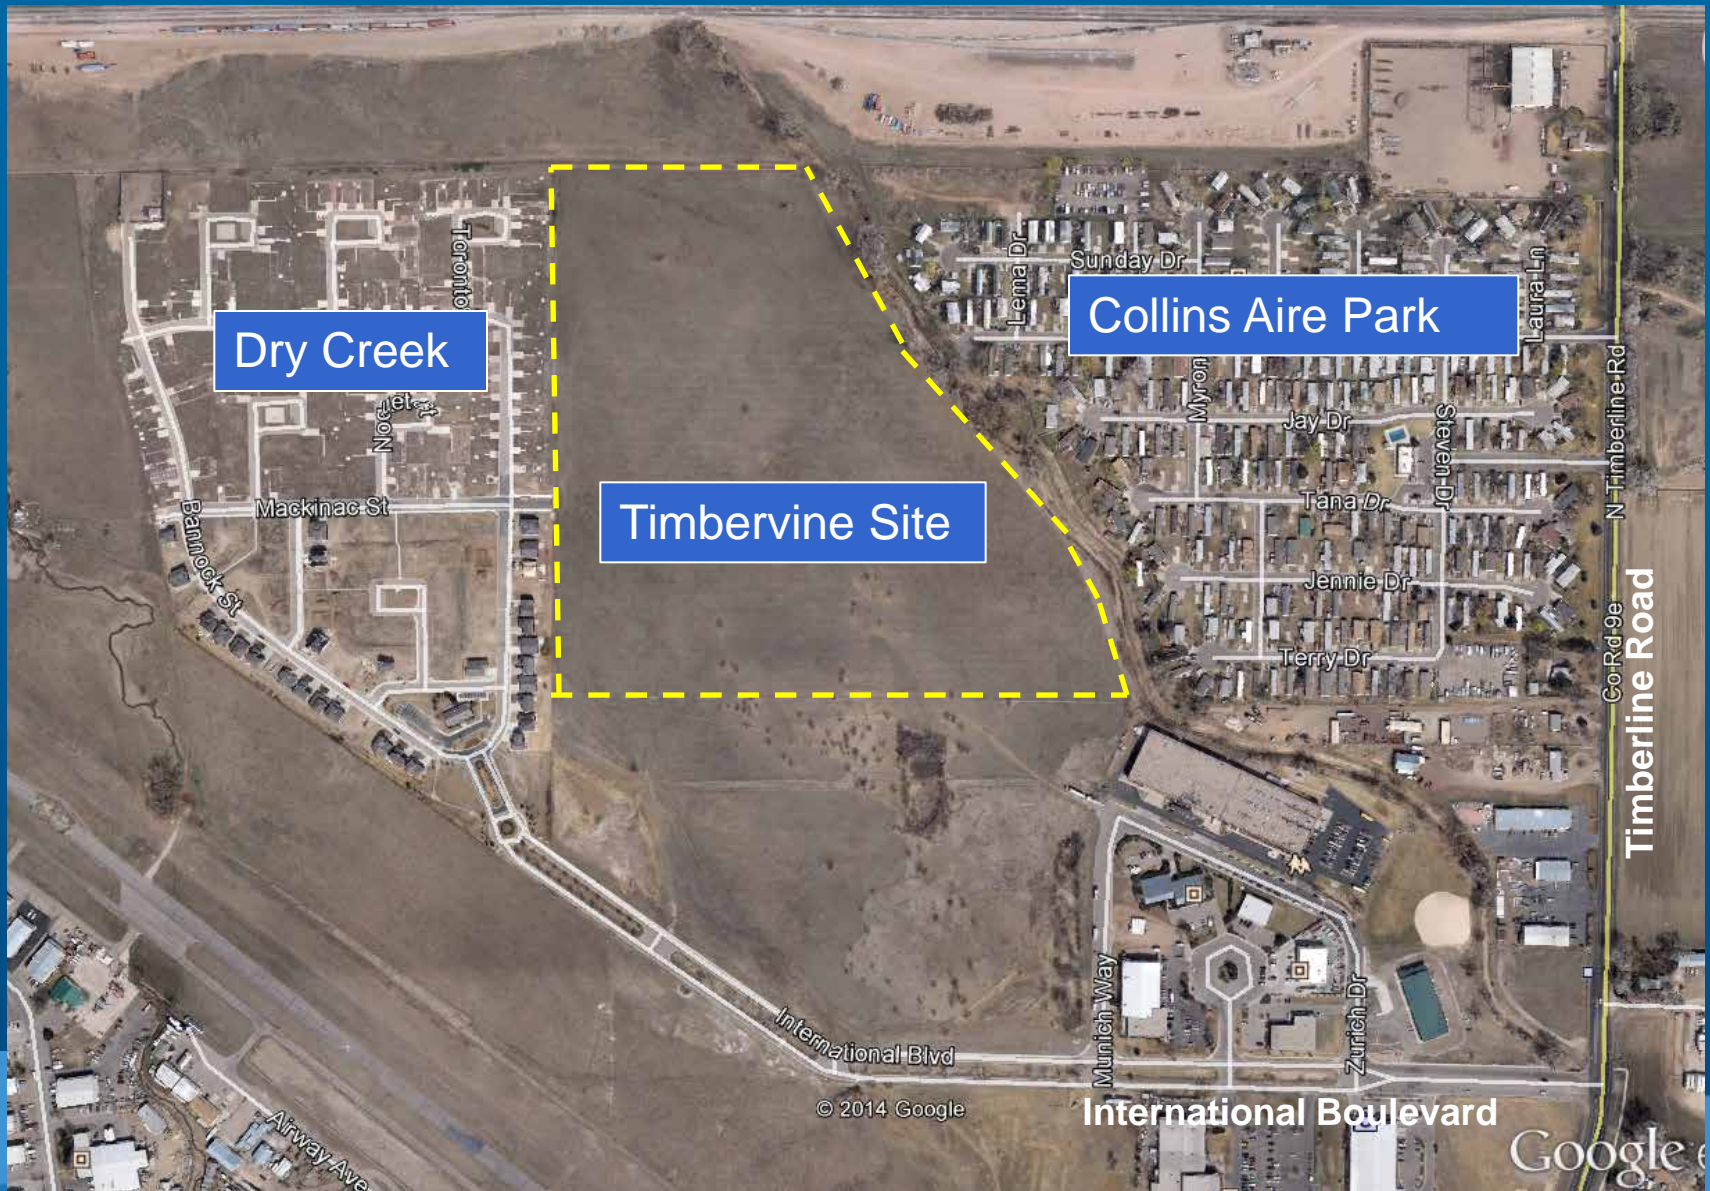 Toronto
Lema Dr
Sunday Dr
Laura Ln
Dry Creek
Collins Aire Park
Myron
N Timberline Rd
Jay Dr
Steven Dr
Mackinac St
Tana Dr
Timbervine Site
Bannock St
Jennie Dr
Terry Dr
Co Rd 9e
Timberline Road
International Blvd
Munich Way
Zurich Dr
© 2014 Google
International Boulevard
Airway Ave
Google